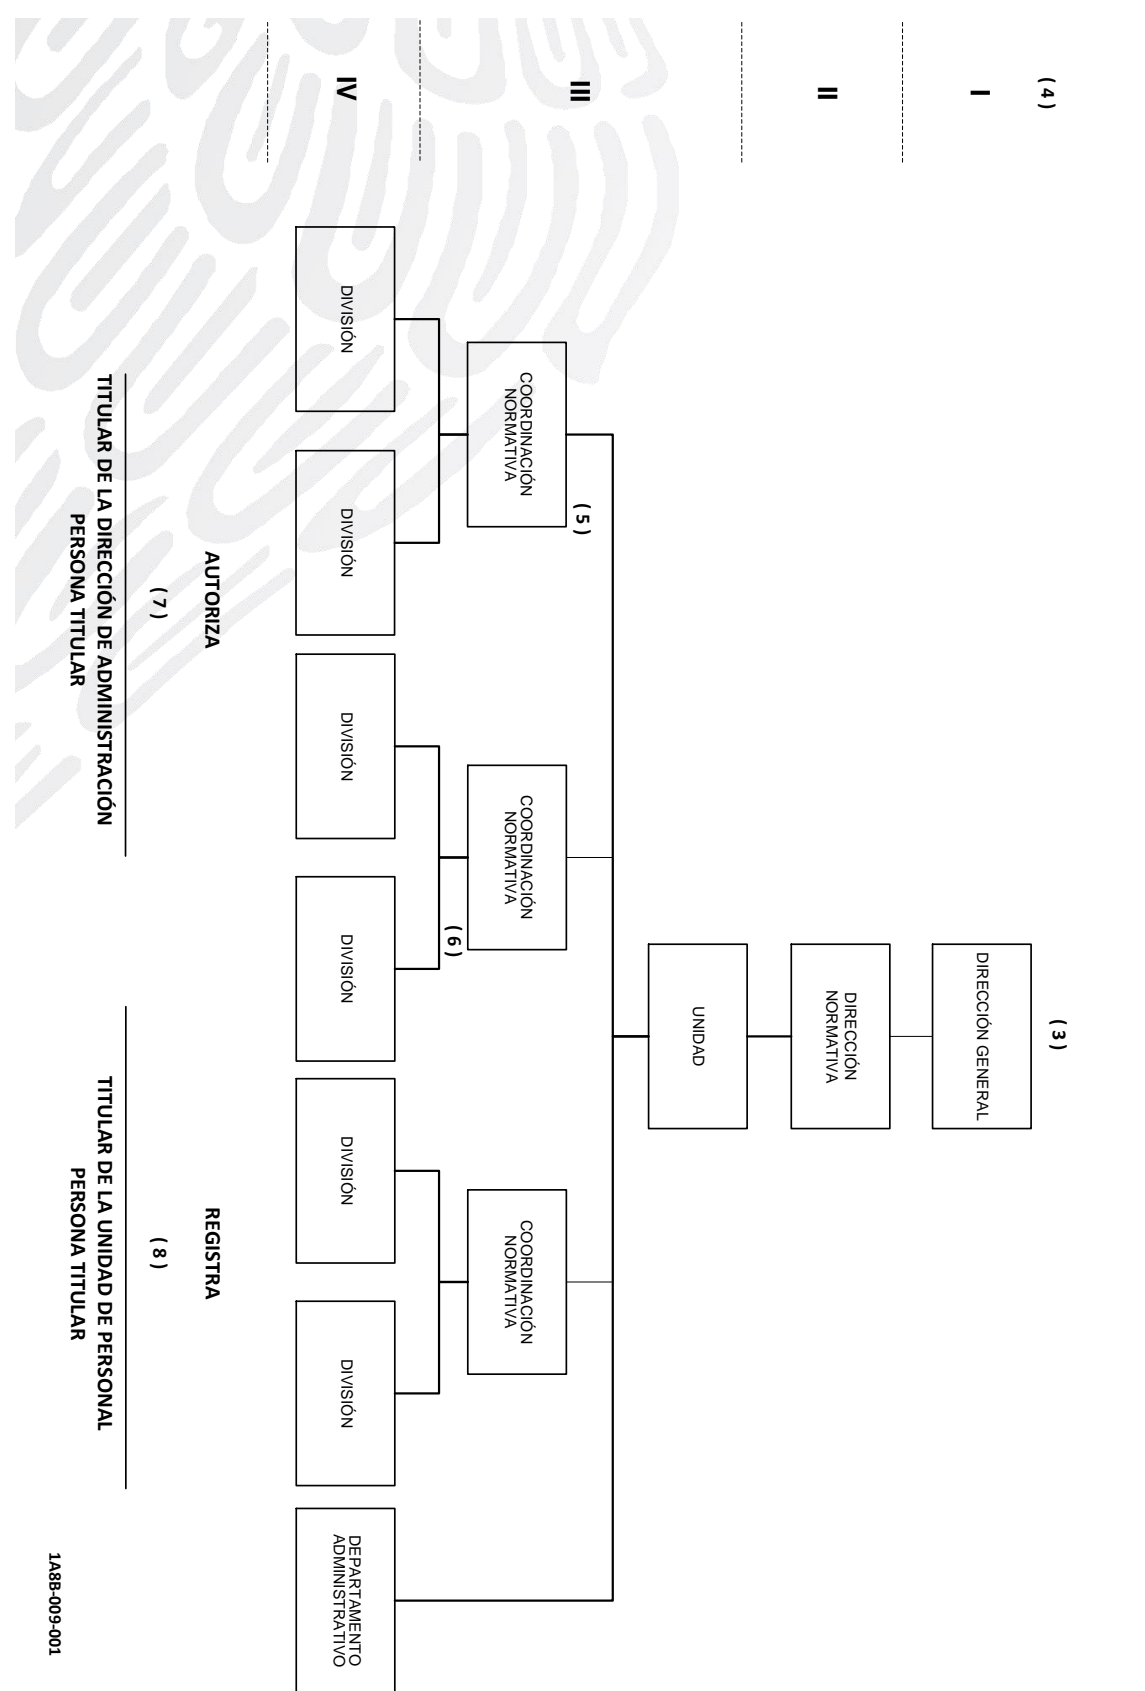 ( 3 )
( 4 )
I
DIRECCIÓN GENERAL
II
DIRECCIÓN
NORMATIVA
III
UNIDAD
( 5 )
COORDINACIÓN
NORMATIVA
COORDINACIÓN
NORMATIVA
COORDINACIÓN
NORMATIVA
( 6 )
IV
DIVISIÓN
DIVISIÓN
DIVISIÓN
DIVISIÓN
DIVISIÓN
DIVISIÓN
DEPARTAMENTO
ADMINISTRATIVO
AUTORIZA
( 7 )
TITULAR DE LA DIRECCIÓN DE ADMINISTRACIÓN
PERSONA TITULAR
REGISTRA
( 8 )
TITULAR DE LA UNIDAD DE PERSONAL
PERSONA TITULAR
1A8B-009-001